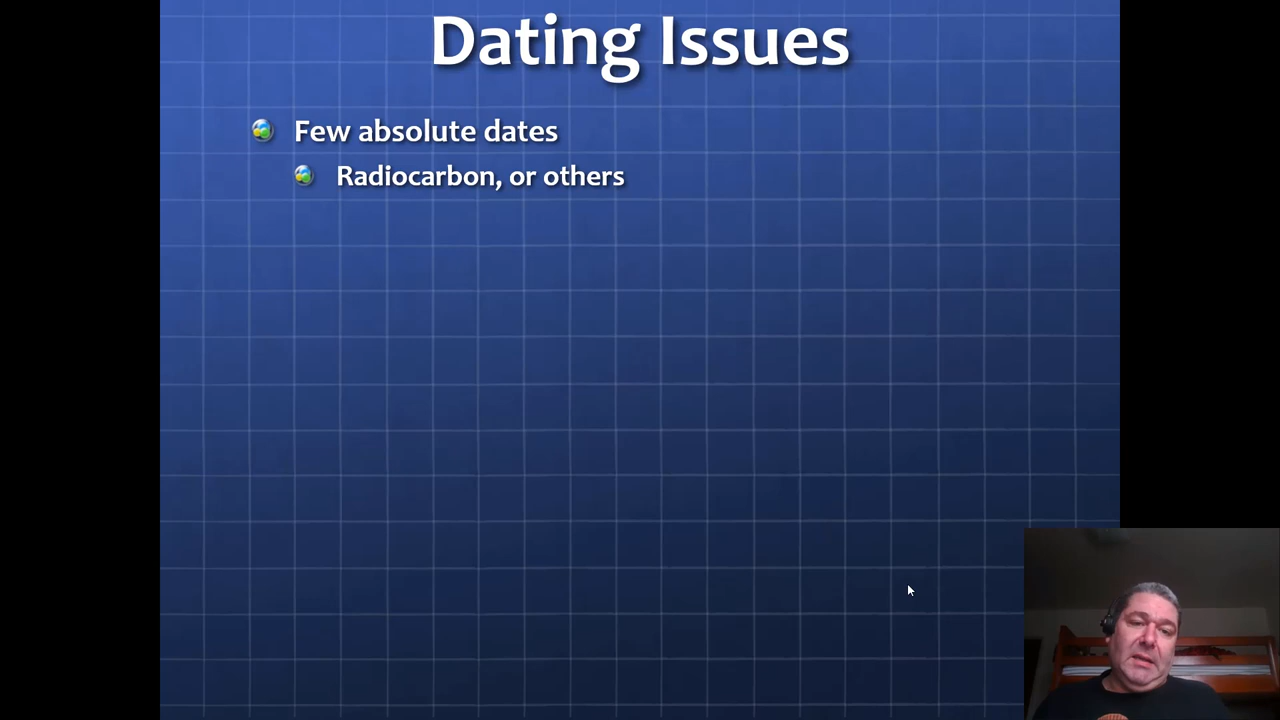 Dating Issues
Few absolute dates
Radiocarbon, or others